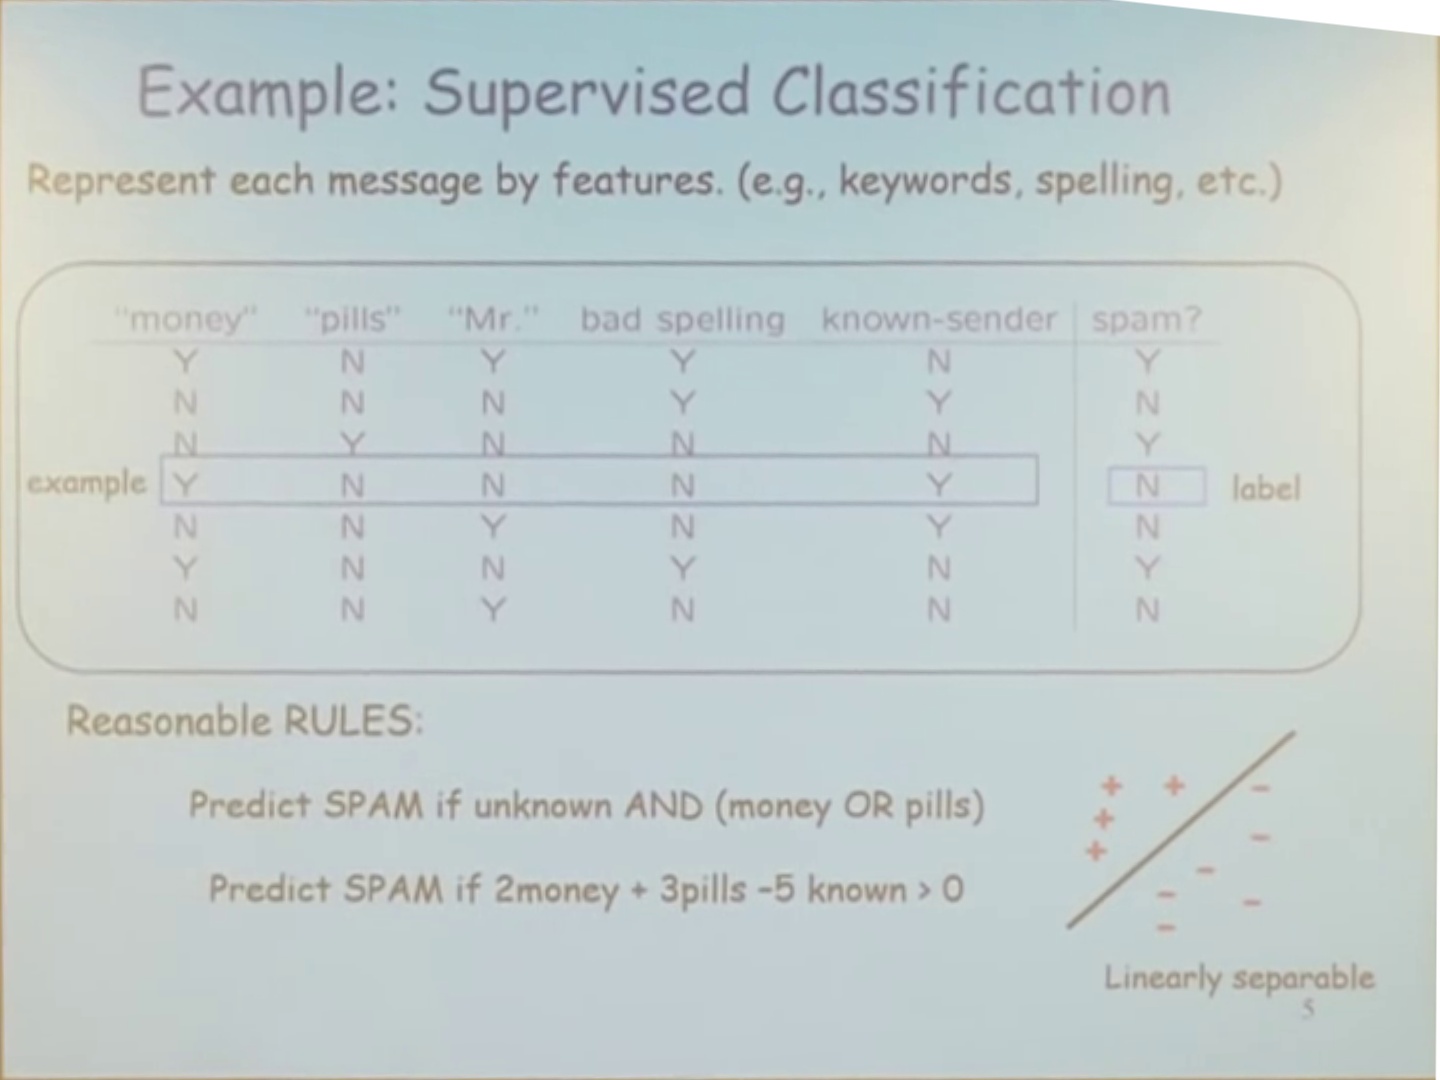 Example: Supervised Classification
Represent each message by features. (e.g., keywords, spelling, etc.)
"money" "pills" "Mr." bad spelling known-sender spam?
Y N Y Y N Y
N N N Y Y N
N Y N N N Y
example Y N N N Y N label
N N Y N Y N
Y N N Y N Y
N N Y N N N
Reasonable RULES:
Predict SPAM if unknown AND (money OR pills)
Predict SPAM if 2money + 3pills -5 known > 0
Linearly separable
5